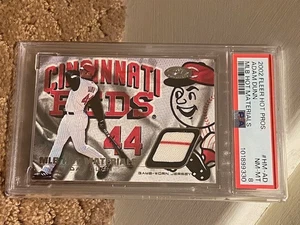 2002 FLEER HOT PROS
ADAM DUNN
MLB HOT MATERIALS
#HM-AD
NM-MT
8
101899330
PSA
CINCINNATI
REDS
44
GAME-WORN JERSEY